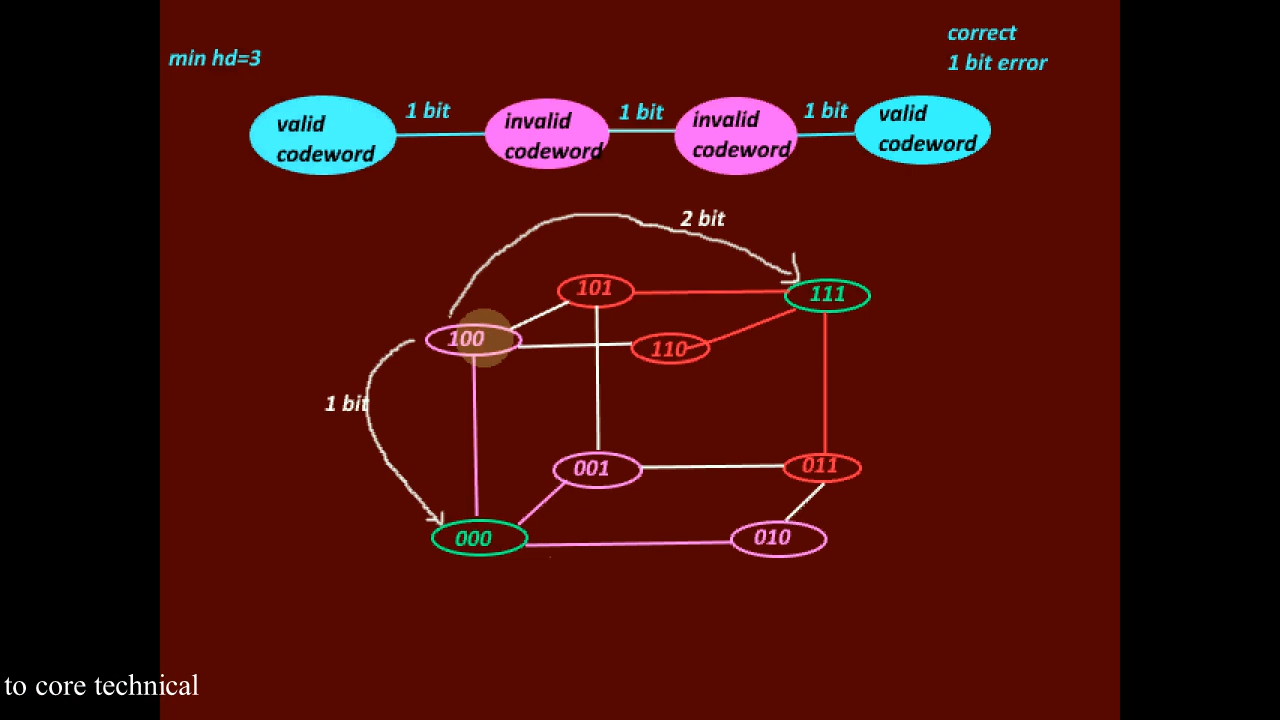 correct
min hd=3
1 bit error
1 bit
1 bit
1 bit
valid
codeword
invalid
codeword
invalid
codeword
valid
codeword
2 bit
101
111
100
110
1 bit
001
011
000
010
to core technical